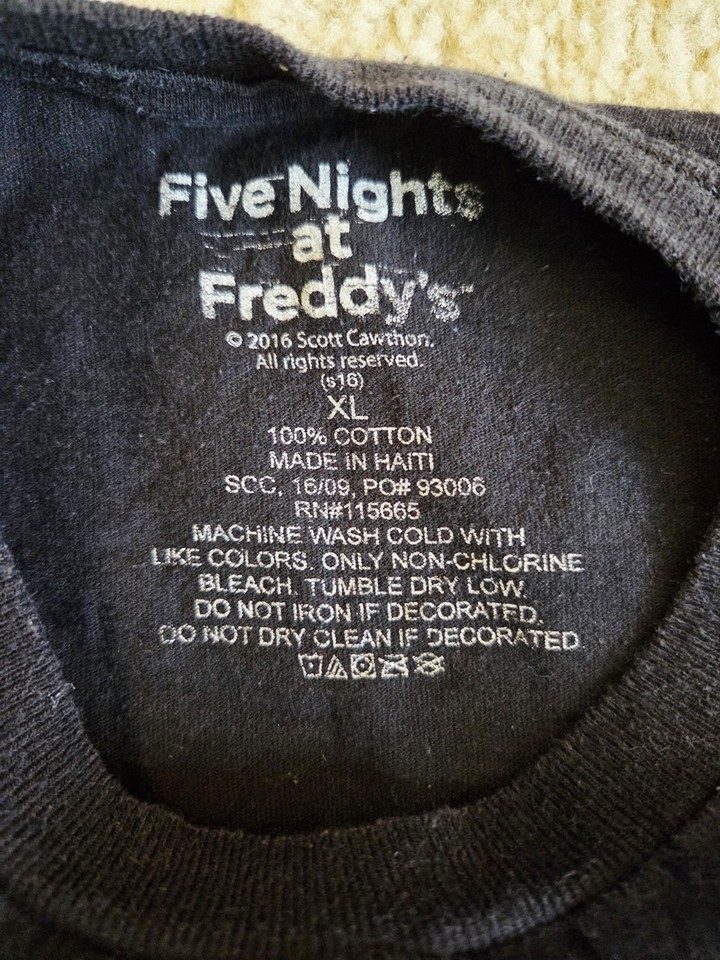 Five Nights
at
Freddy's™
© 2016 Scott Cawthon.
All rights reserved.
(s16)
XL
100% COTTON
MADE IN HAITI
SCC, 16/09, PO# 93006
RN#115665
MACHINE WASH COLD WITH
LIKE COLORS. ONLY NON-CHLORINE
BLEACH. TUMBLE DRY LOW.
DO NOT IRON IF DECORATED.
DO NOT DRY CLEAN IF DECORATED